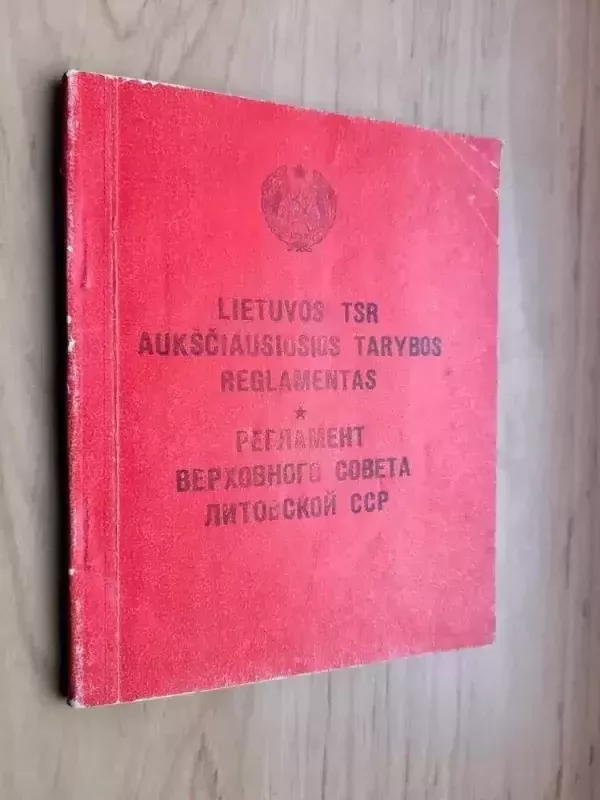 LIETUVOS TSR
AUKŠČIAUSIOSIOS TARYBOS
REGLAMENTAS
РЕГЛАМЕНТ
ВЕРХОВНОГО СОВЕТА
ЛИТОВСКОЙ ССР